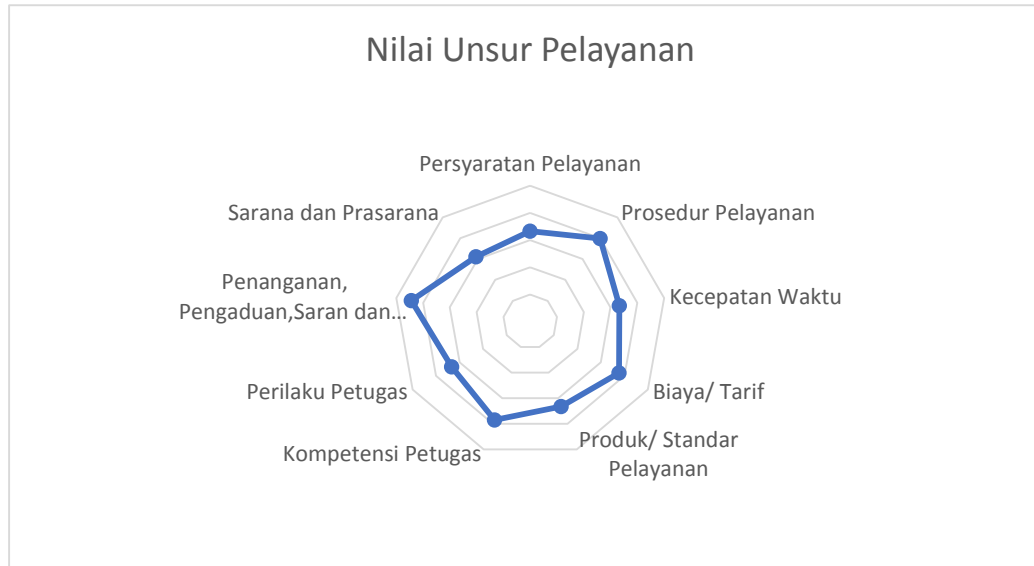 Nilai Unsur Pelayanan
Persyaratan Pelayanan
Prosedur Pelayanan
Kecepatan Waktu
Biaya/ Tarif
Produk/ Standar
Pelayanan
Kompetensi Petugas
Perilaku Petugas
Penanganan,
Pengaduan,Saran dan...
Sarana dan Prasarana